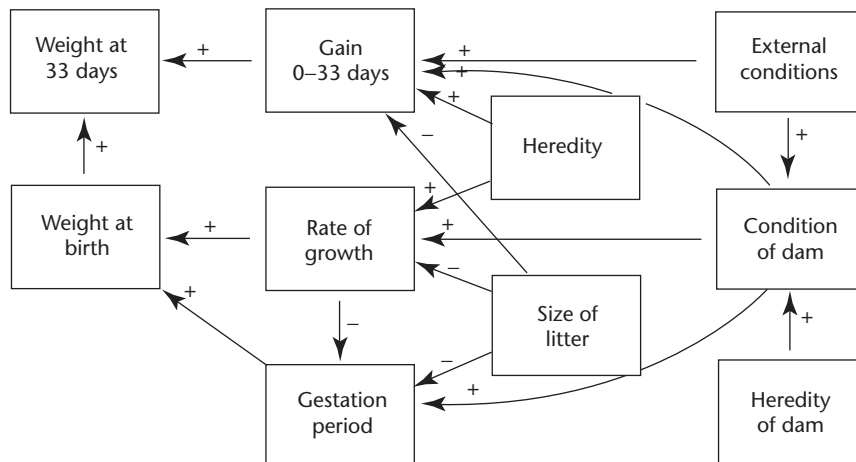 Weight at
33 days
+
Gain
0–33 days
+
+
+
External
conditions
+
–
Heredity
+
+
Weight at
birth
+
Rate of
growth
+
Condition
of dam
–
+
–
Size of
litter
+
–
+
Gestation
period
Heredity
of dam